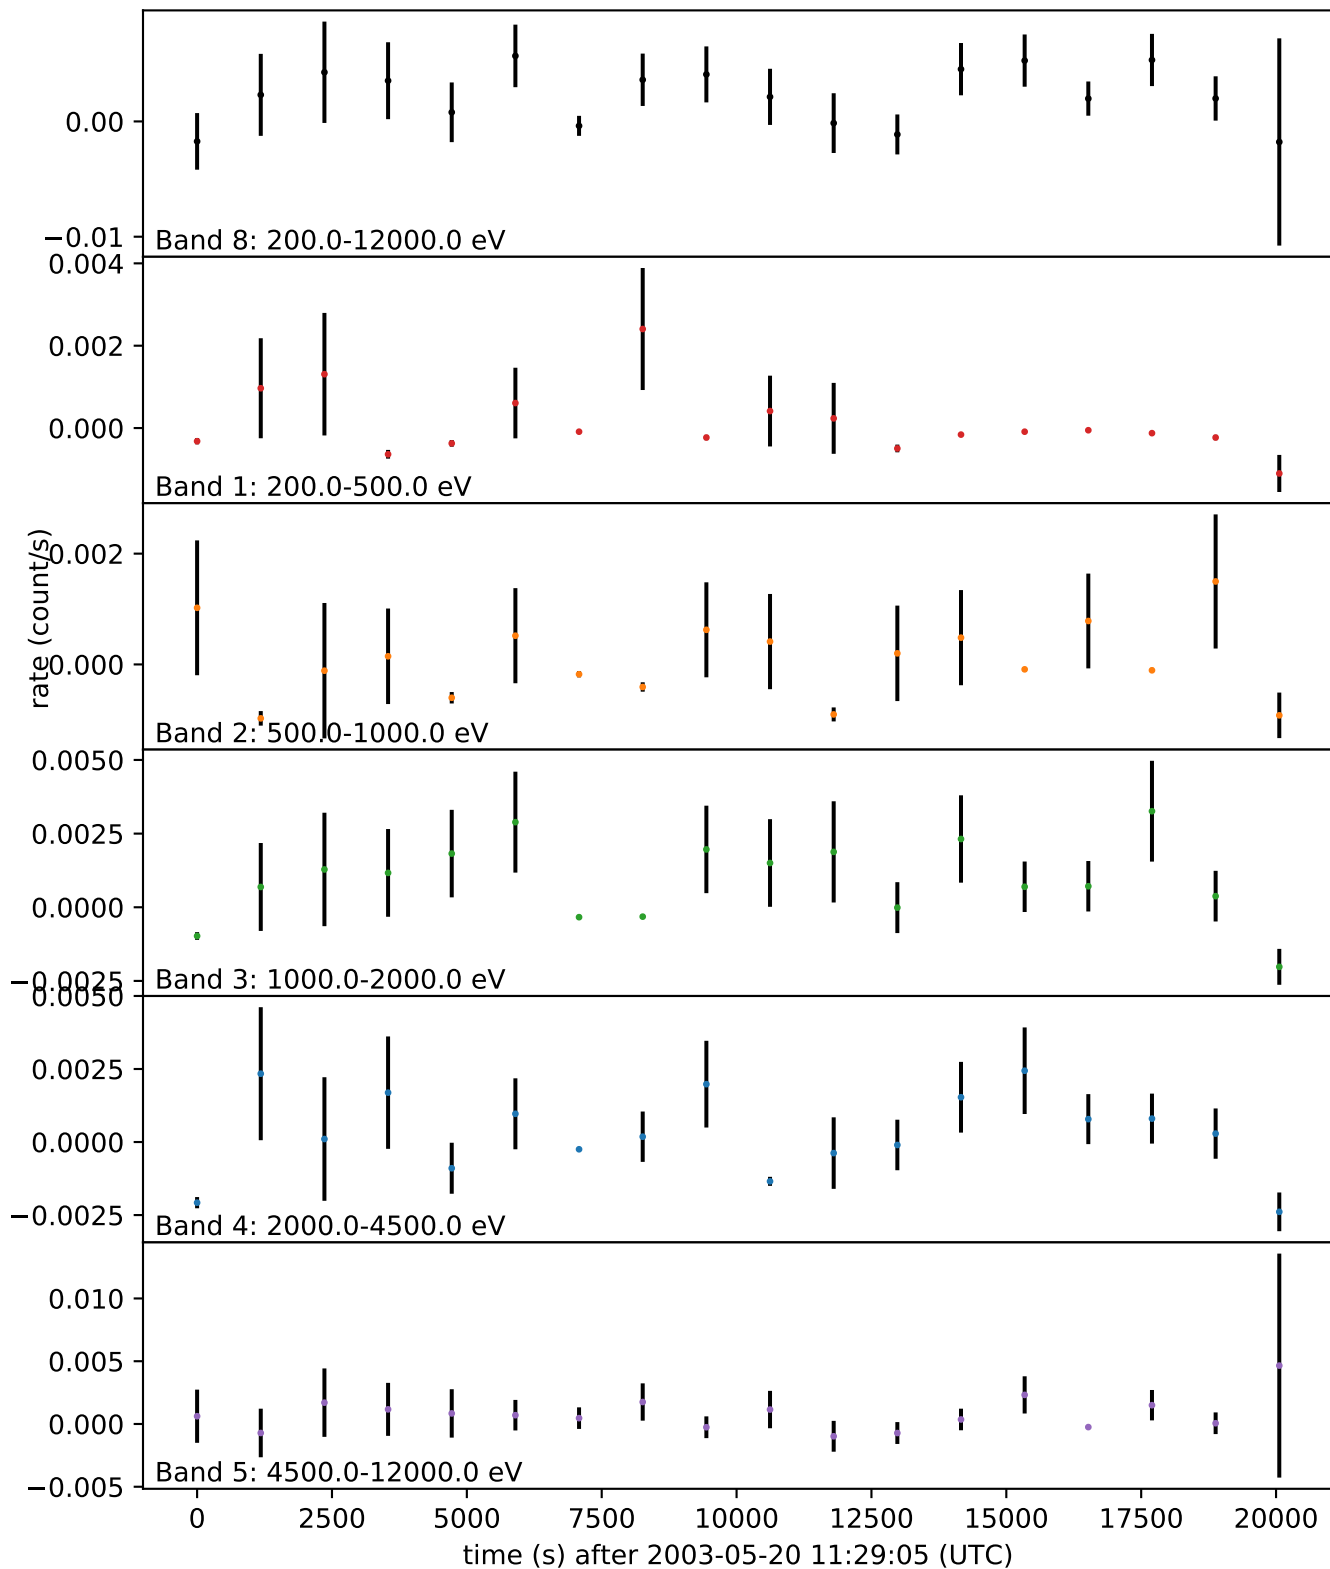 0.00
−0.01
Band 8: 200.0-12000.0 eV
0.004
0.002
0.000
Band 1: 200.0-500.0 eV
rate (count/s)
0.002
0.000
Band 2: 500.0-1000.0 eV
0.0050
0.0025
0.0000
−0.0025
Band 3: 1000.0-2000.0 eV
0.0050
0.0025
0.0000
−0.0025
Band 4: 2000.0-4500.0 eV
0.010
0.005
0.000
−0.005
Band 5: 4500.0-12000.0 eV
0 2500 5000 7500 10000 12500 15000 17500 20000
time (s) after 2003-05-20 11:29:05 (UTC)